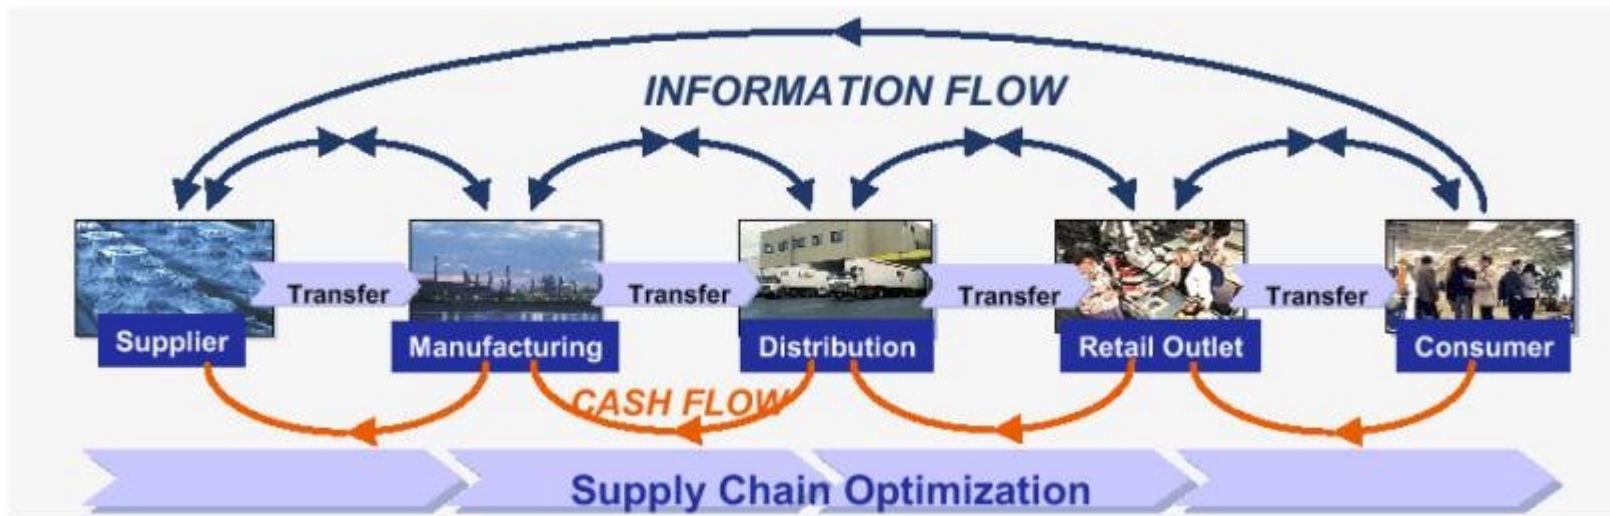 INFORMATION FLOW
Transfer
Transfer
Transfer
Transfer
Supplier
Manufacturing
Distribution
Retail Outlet
Consumer
CASH FLOW
Supply Chain Optimization